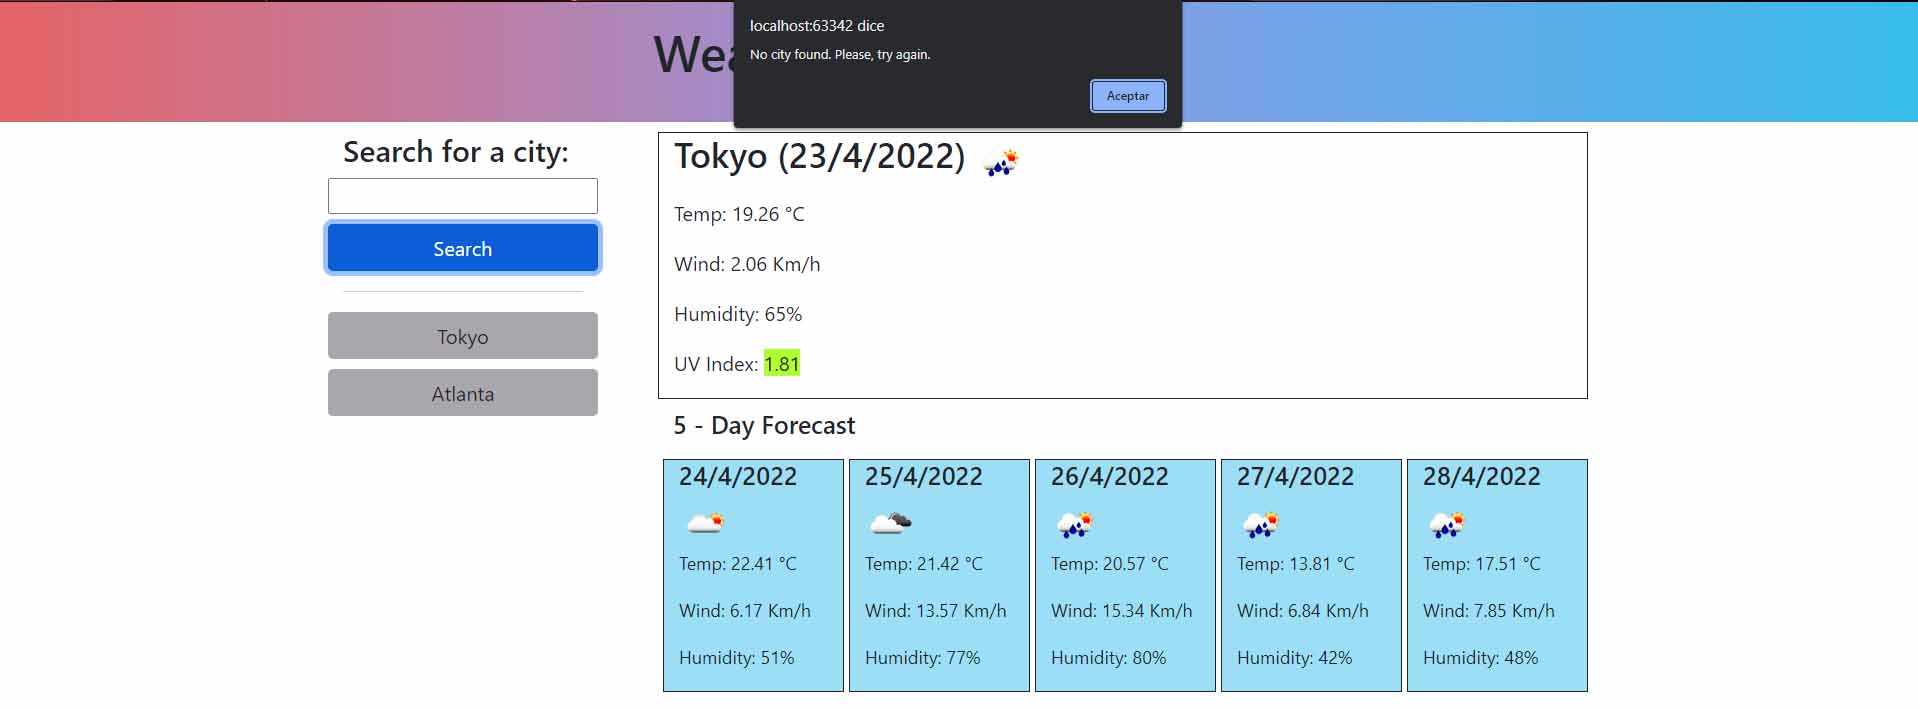 localhost:63342 dice
No city found. Please, try again.
Aceptar
Search for a city:
Search
Tokyo
Atlanta
Tokyo (23/4/2022)
Temp: 19.26 °C
Wind: 2.06 Km/h
Humidity: 65%
UV Index: 1.81
5 - Day Forecast
24/4/2022
Temp: 22.41 °C
Wind: 6.17 Km/h
Humidity: 51%
25/4/2022
Temp: 21.42 °C
Wind: 13.57 Km/h
Humidity: 77%
26/4/2022
Temp: 20.57 °C
Wind: 15.34 Km/h
Humidity: 80%
27/4/2022
Temp: 13.81 °C
Wind: 6.84 Km/h
Humidity: 42%
28/4/2022
Temp: 17.51 °C
Wind: 7.85 Km/h
Humidity: 48%